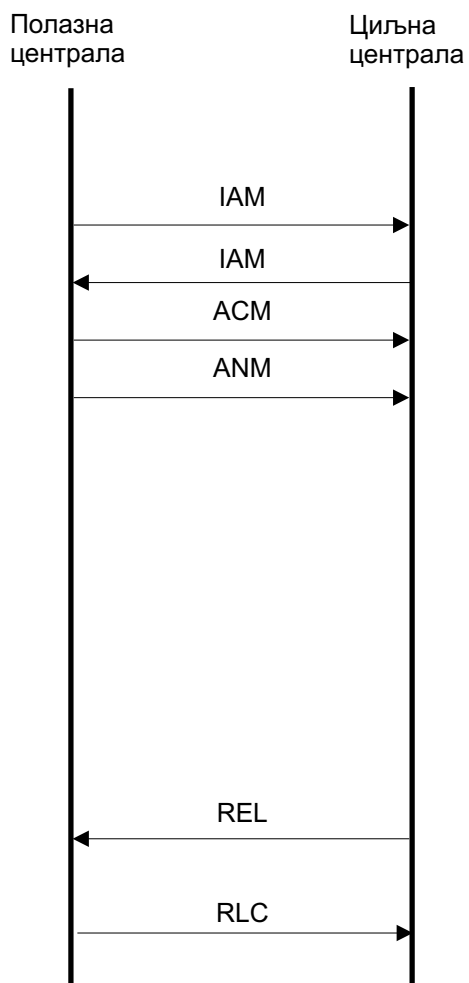 Полазна
централа
Циљна
централа
IAM
IAM
ACM
ANM
REL
RLC